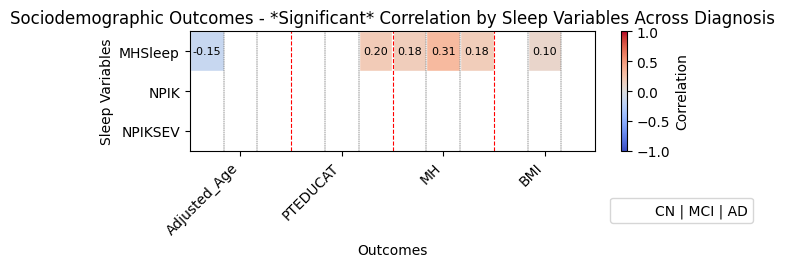 Sociodemographic Outcomes - *Significant* Correlation by Sleep Variables Across Diagnosis
Sleep Variables
MHSleep
NPIK
NPIKSEV
-0.15
0.20
0.18
0.31
0.18
0.10
1.0
0.5
0.0
−0.5
−1.0
Correlation
Adjusted_Age
PTEDUCAT
MH
BMI
CN | MCI | AD
Outcomes